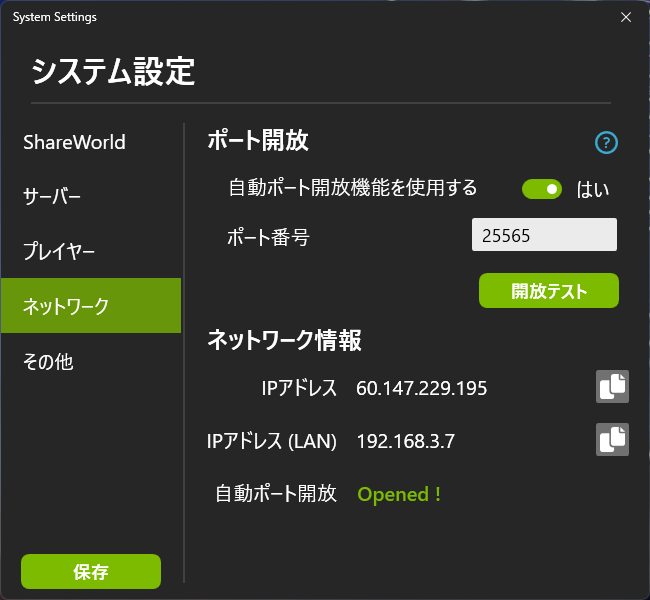 System Settings
システム設定
ShareWorld
サーバー
プレイヤー
ネットワーク
その他
保存
ポート開放
?
自動ポート開放機能を使用する はい
ポート番号 25565
開放テスト
ネットワーク情報
IPアドレス 60.147.229.195
IPアドレス (LAN) 192.168.3.7
自動ポート開放 Opened !